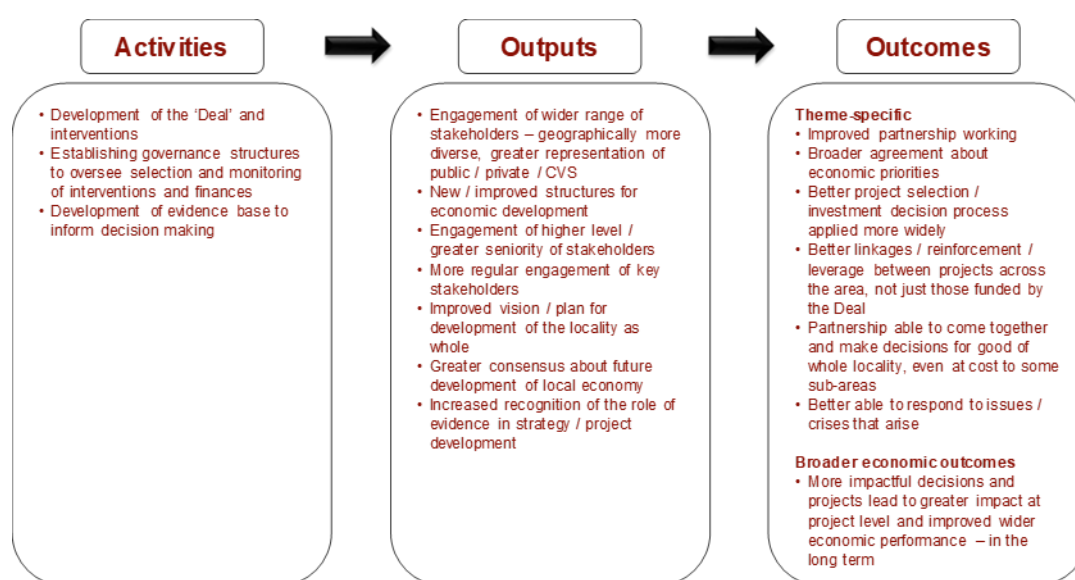 Activities
Outputs
Outcomes
• Development of the ‘Deal’ and
interventions
• Establishing governance structures
to oversee selection and monitoring
of interventions and finances
• Development of evidence base to
inform decision making
• Engagement of wider range of
stakeholders – geographically more
diverse, greater representation of
public / private / CVS
• New / improved structures for
economic development
• Engagement of higher level /
greater seniority of stakeholders
• More regular engagement of key
stakeholders
• Improved vision / plan for
development of the locality as
whole
• Greater consensus about future
development of local economy
• Increased recognition of the role of
evidence in strategy / project
development
Theme-specific
• Improved partnership working
• Broader agreement about
economic priorities
• Better project selection /
investment decision process
applied more widely
• Better linkages / reinforcement /
leverage between projects across
the area, not just those funded by
the Deal
• Partnership able to come together
and make decisions for good of
whole locality, even at cost to some
sub-areas
• Better able to respond to issues /
crises that arise
Broader economic outcomes
• More impactful decisions and
projects lead to greater impact at
project level and improved wider
economic performance – in the
long term